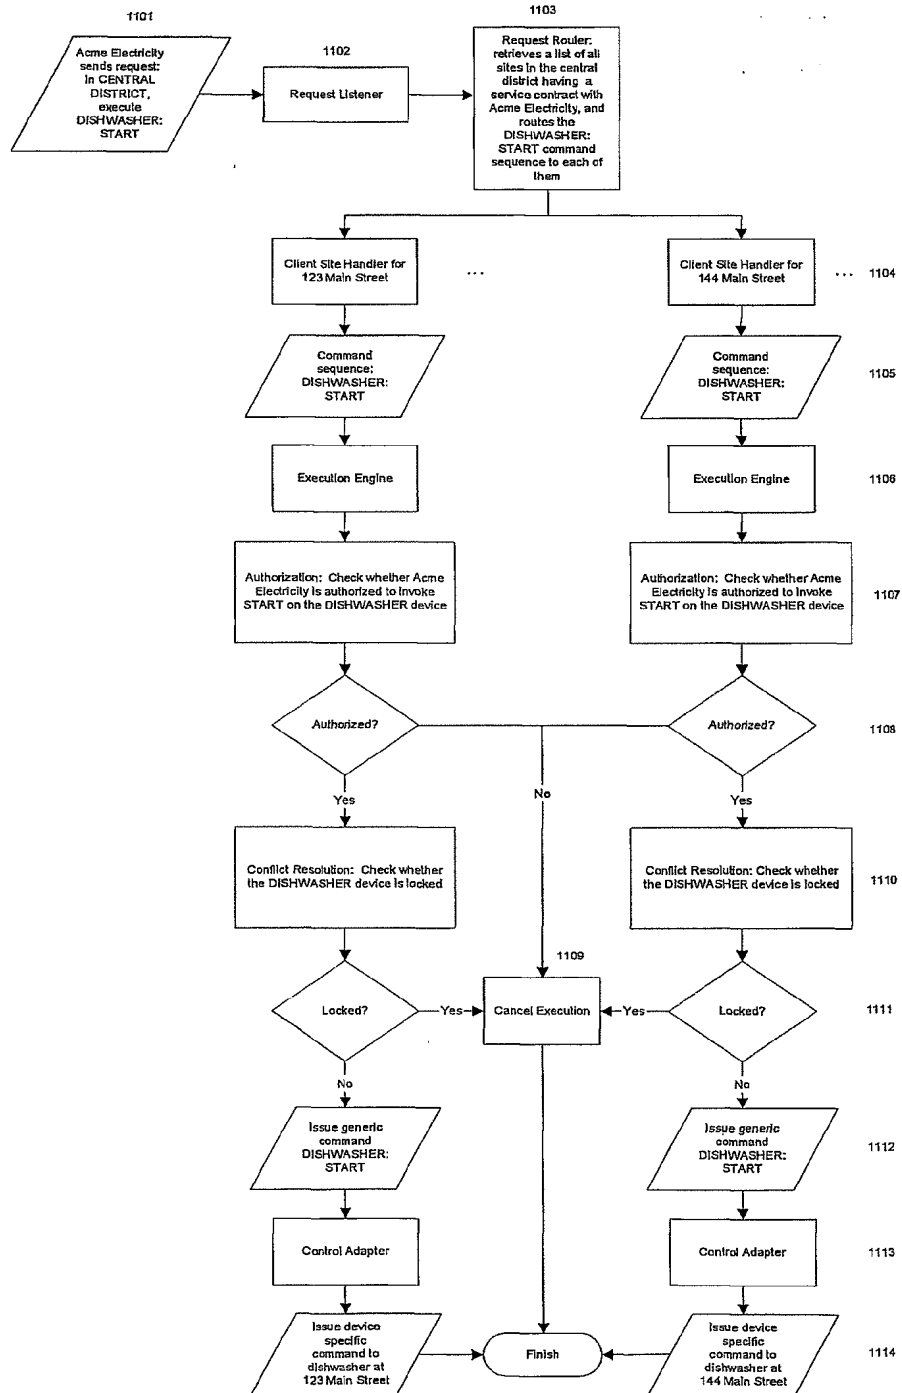 1101
Acme Electricity
sends request:
In CENTRAL
DISTRICT,
execute
DISHWASHER:
START
1102
Request Listener
1103
Request Router:
retrieves a list of all
sites in the central
district having a
service contract with
Acme Electricity, and
routes the
DISHWASHER:
START command
sequence to each of
them
Client Site Handler for
123 Main Street
...
Client Site Handler for
144 Main Street
...
1104
Command
sequence:
DISHWASHER:
START
Command
sequence:
DISHWASHER:
START
1105
Execution Engine
Execution Engine
1106
Authorization: Check whether Acme
Electricity is authorized to invoke
START on the DISHWASHER device
Authorization: Check whether Acme
Electricity is authorized to invoke
START on the DISHWASHER device
1107
Authorized?
Authorized?
1108
Yes
No
Yes
Conflict Resolution: Check whether
the DISHWASHER device is locked
Conflict Resolution: Check whether
the DISHWASHER device is locked
1110
1109
Locked?
Yes
Cancel Execution
Yes
Locked?
1111
No
No
Issue generic
command
DISHWASHER:
START
Issue generic
command
DISHWASHER:
START
1112
Control Adapter
Control Adapter
1113
Issue device
specific
command to
dishwasher at
123 Main Street
Finish
Issue device
specific
command to
dishwasher at
144 Main Street
1114